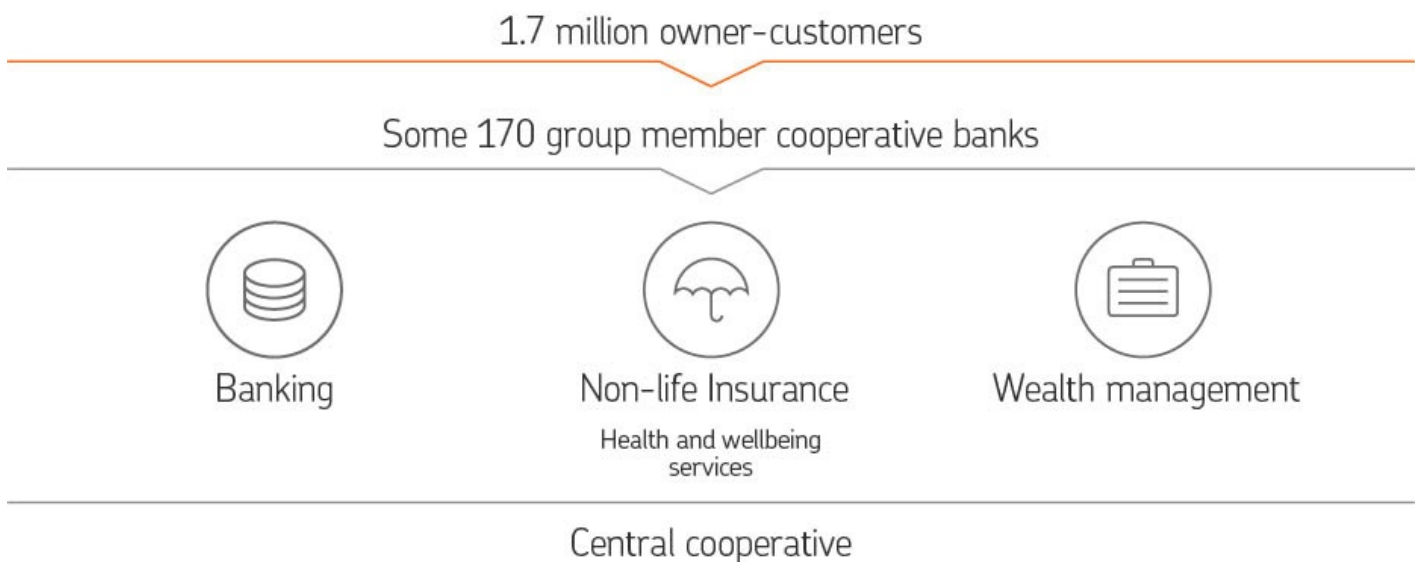 1.7 million owner-customers
Some 170 group member cooperative banks
Banking
Non-life Insurance
Wealth management
Health and wellbeing
services
Central cooperative